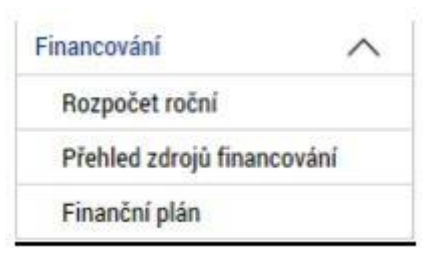 Financování
Rozpočet roční
Přehled zdrojů financování
Finanční plán